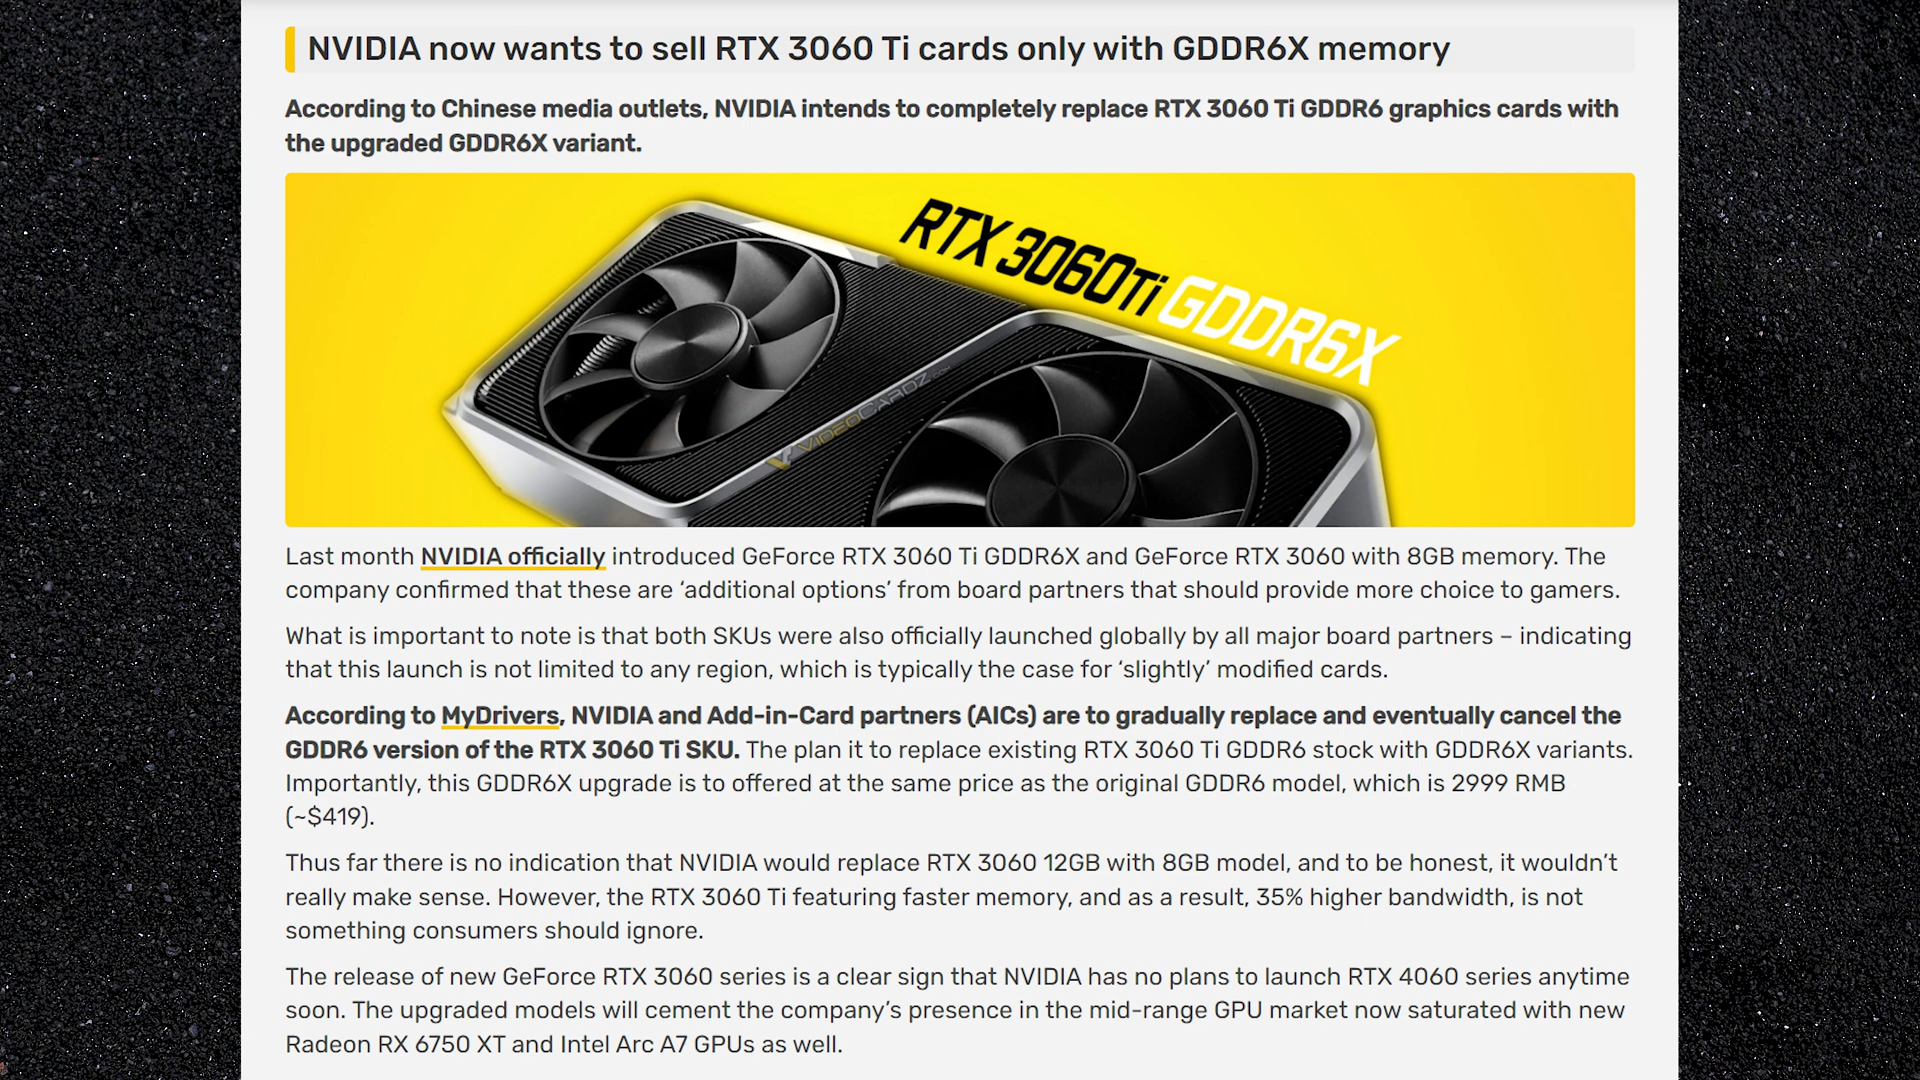 NVIDIA now wants to sell RTX 3060 Ti cards only with GDDR6X memory
According to Chinese media outlets, NVIDIA intends to completely replace RTX 3060 Ti GDDR6 graphics cards with
the upgraded GDDR6X variant.
RTX 3060Ti GDDR6X
VIDEOCARDZ.COM
Last month NVIDIA officially introduced GeForce RTX 3060 Ti GDDR6X and GeForce RTX 3060 with 8GB memory. The
company confirmed that these are ‘additional options’ from board partners that should provide more choice to gamers.
What is important to note is that both SKUs were also officially launched globally by all major board partners – indicating
that this launch is not limited to any region, which is typically the case for ‘slightly’ modified cards.
According to MyDrivers, NVIDIA and Add-in-Card partners (AICs) are to gradually replace and eventually cancel the
GDDR6 version of the RTX 3060 Ti SKU. The plan it to replace existing RTX 3060 Ti GDDR6 stock with GDDR6X variants.
Importantly, this GDDR6X upgrade is to offered at the same price as the original GDDR6 model, which is 2999 RMB
(~$419).
Thus far there is no indication that NVIDIA would replace RTX 3060 12GB with 8GB model, and to be honest, it wouldn’t
really make sense. However, the RTX 3060 Ti featuring faster memory, and as a result, 35% higher bandwidth, is not
something consumers should ignore.
The release of new GeForce RTX 3060 series is a clear sign that NVIDIA has no plans to launch RTX 4060 series anytime
soon. The upgraded models will cement the company’s presence in the mid-range GPU market now saturated with new
Radeon RX 6750 XT and Intel Arc A7 GPUs as well.